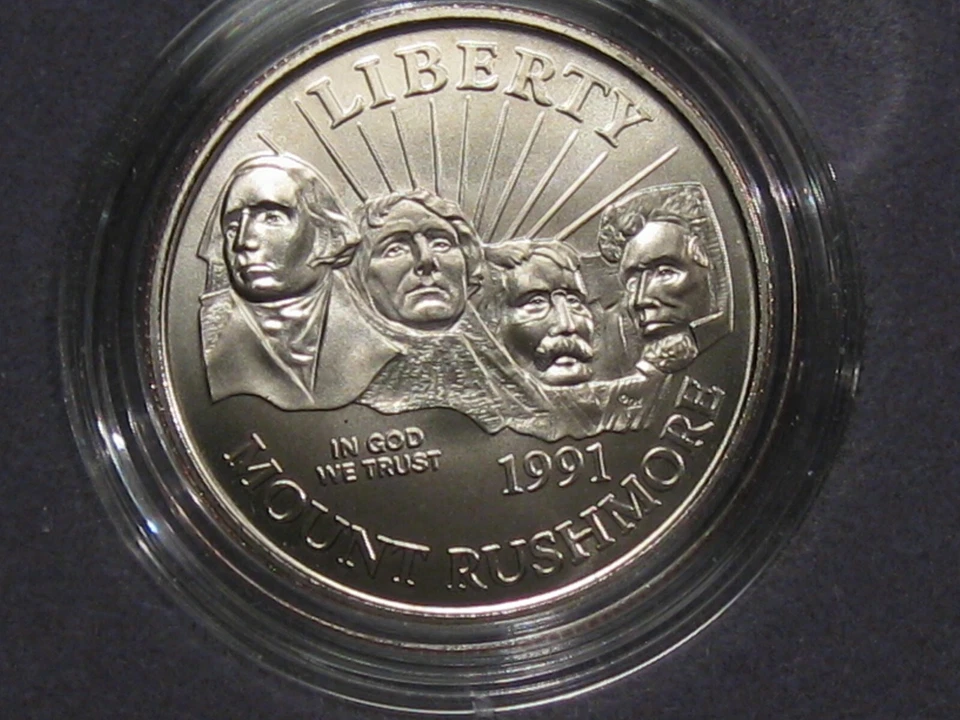 LIBERTY
IN GOD
WE TRUST
1991
MOUNT RUSHMORE